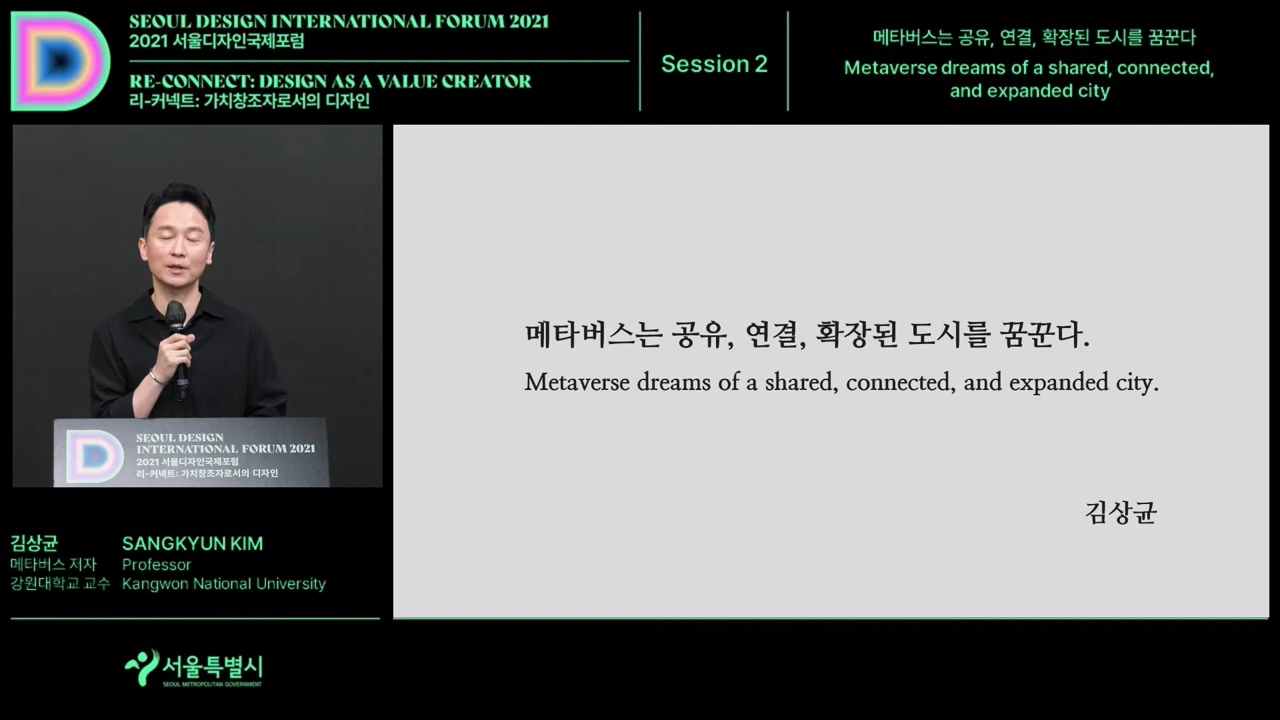 SEOUL DESIGN INTERNATIONAL FORUM 2021
2021 서울디자인국제포럼
RE-CONNECT: DESIGN AS A VALUE CREATOR
리-커넥트: 가치창조자로서의 디자인
Session 2
메타버스는 공유, 연결, 확장된 도시를 꿈꾼다
Metaverse dreams of a shared, connected,
and expanded city
SEOUL DESIGN
INTERNATIONAL FORUM 2021
2021 서울디자인국제포럼
리-커넥트: 가치창조자로서의 디자인
메타버스는 공유, 연결, 확장된 도시를 꿈꾼다.
Metaverse dreams of a shared, connected, and expanded city.
김상균
김상균 SANGKYUN KIM
메타버스 저자 Professor
강원대학교 교수 Kangwon National University
서울특별시
SEOUL METROPOLITAN GOVERNMENT